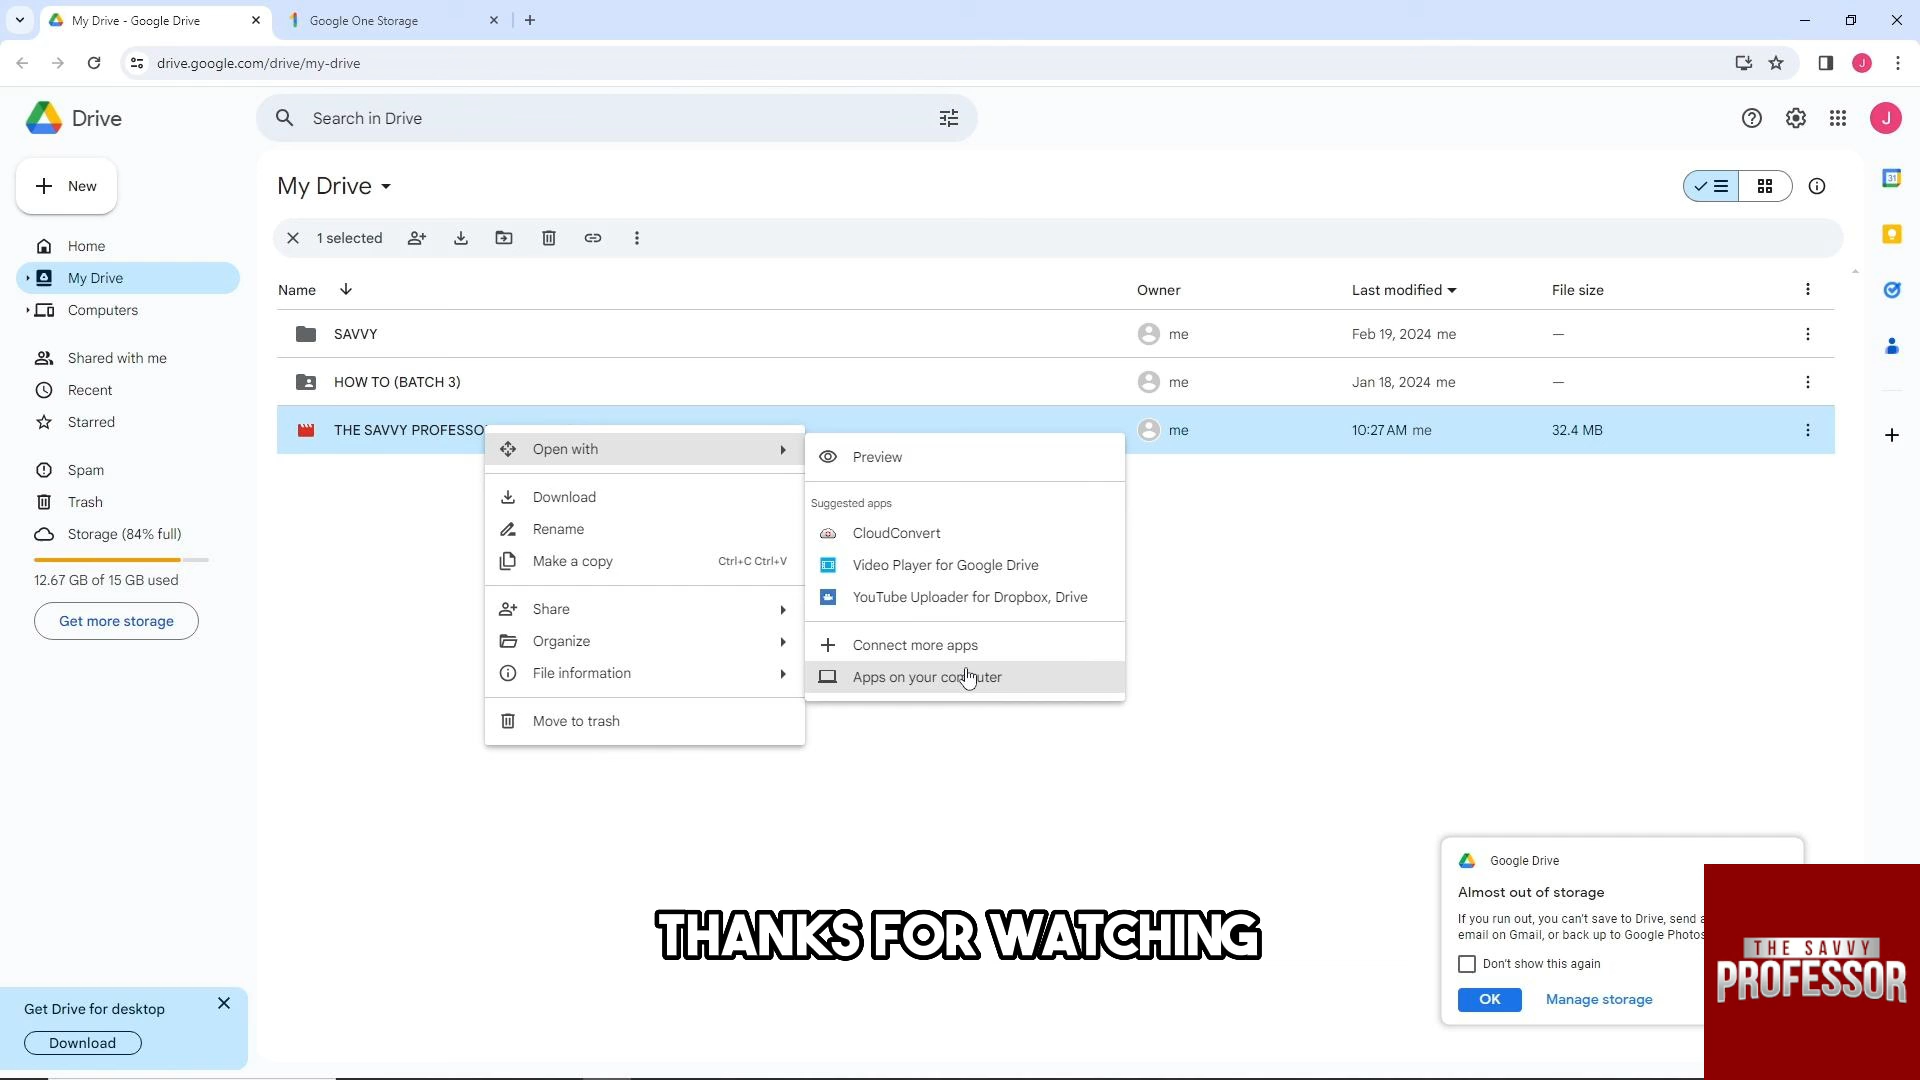 My Drive - Google Drive
Google One Storage
drive.google.com/drive/my-drive
J
Drive
Search in Drive
J
New
My Drive
31
1 selected
Home
My Drive
Computers
Shared with me
Recent
Starred
Spam
Trash
Storage (84% full)
12.67 GB of 15 GB used
Get more storage
Name
Owner
Last modified
File size
SAVVY
me
Feb 19, 2024 me
—
HOW TO (BATCH 3)
me
Jan 18, 2024 me
—
THE SAVVY PROFESSO
me
10:27 AM me
32.4 MB
Open with
Download
Rename
Make a copy Ctrl+C Ctrl+V
Share
Organize
File information
Move to trash
Preview
Suggested apps
CloudConvert
Video Player for Google Drive
YouTube Uploader for Dropbox, Drive
Connect more apps
Apps on your computer
THANKS FOR WATCHING
Google Drive
Almost out of storage
If you run out, you can't save to Drive, send a
email on Gmail, or back up to Google Photos
Don't show this again
OK
Manage storage
THE SAVVY
PROFESSOR
Get Drive for desktop
Download